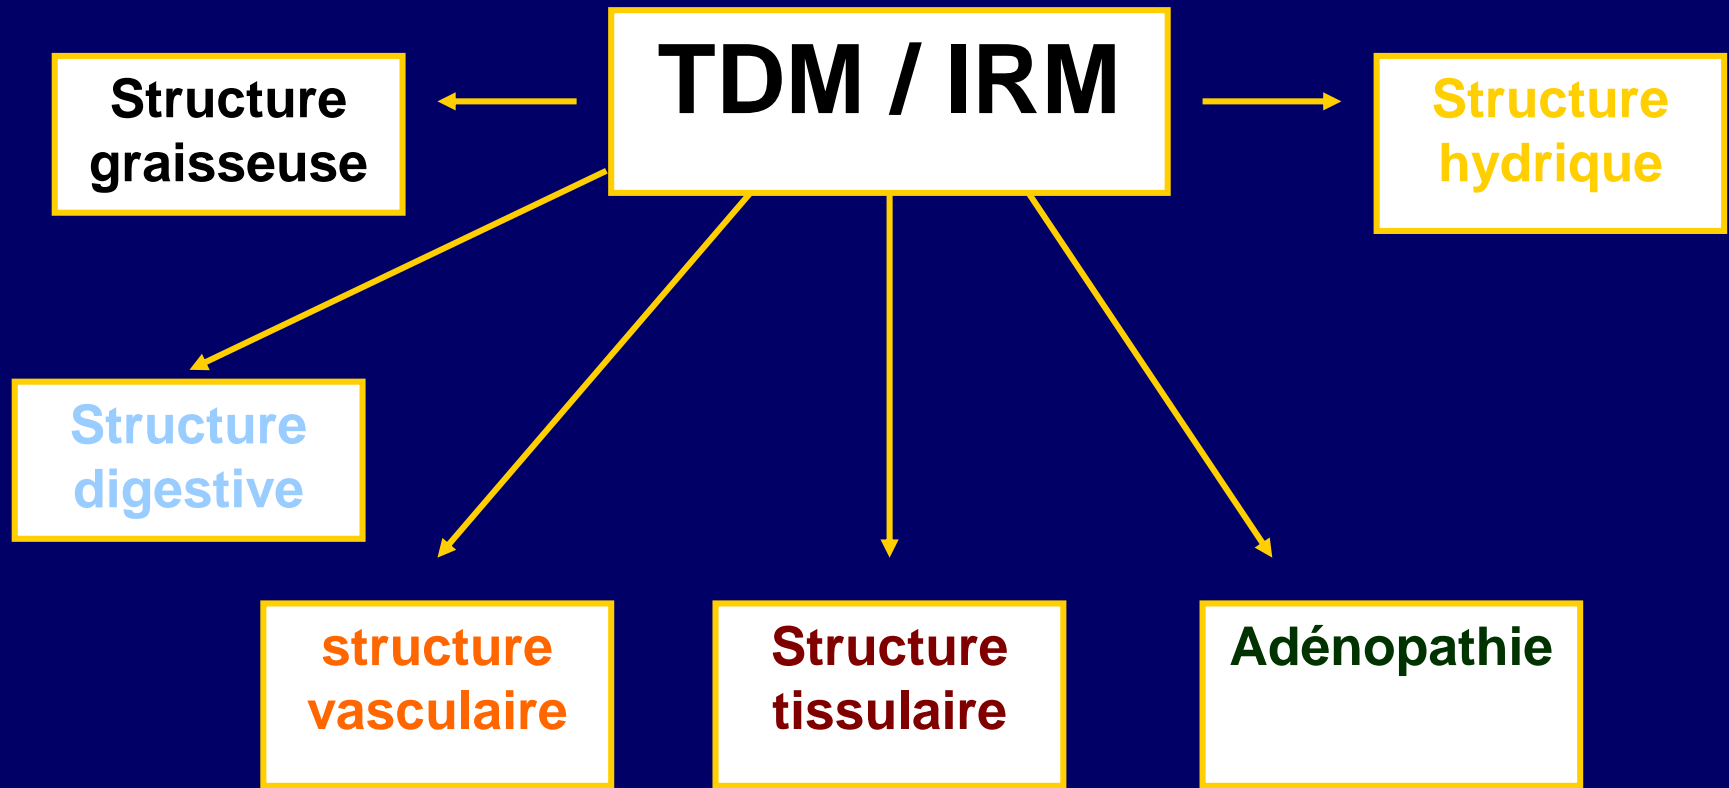 TDM / IRM
Structure
graisseuse
Structure
hydrique
Structure
digestive
structure
vasculaire
Structure
tissulaire
Adénopathie